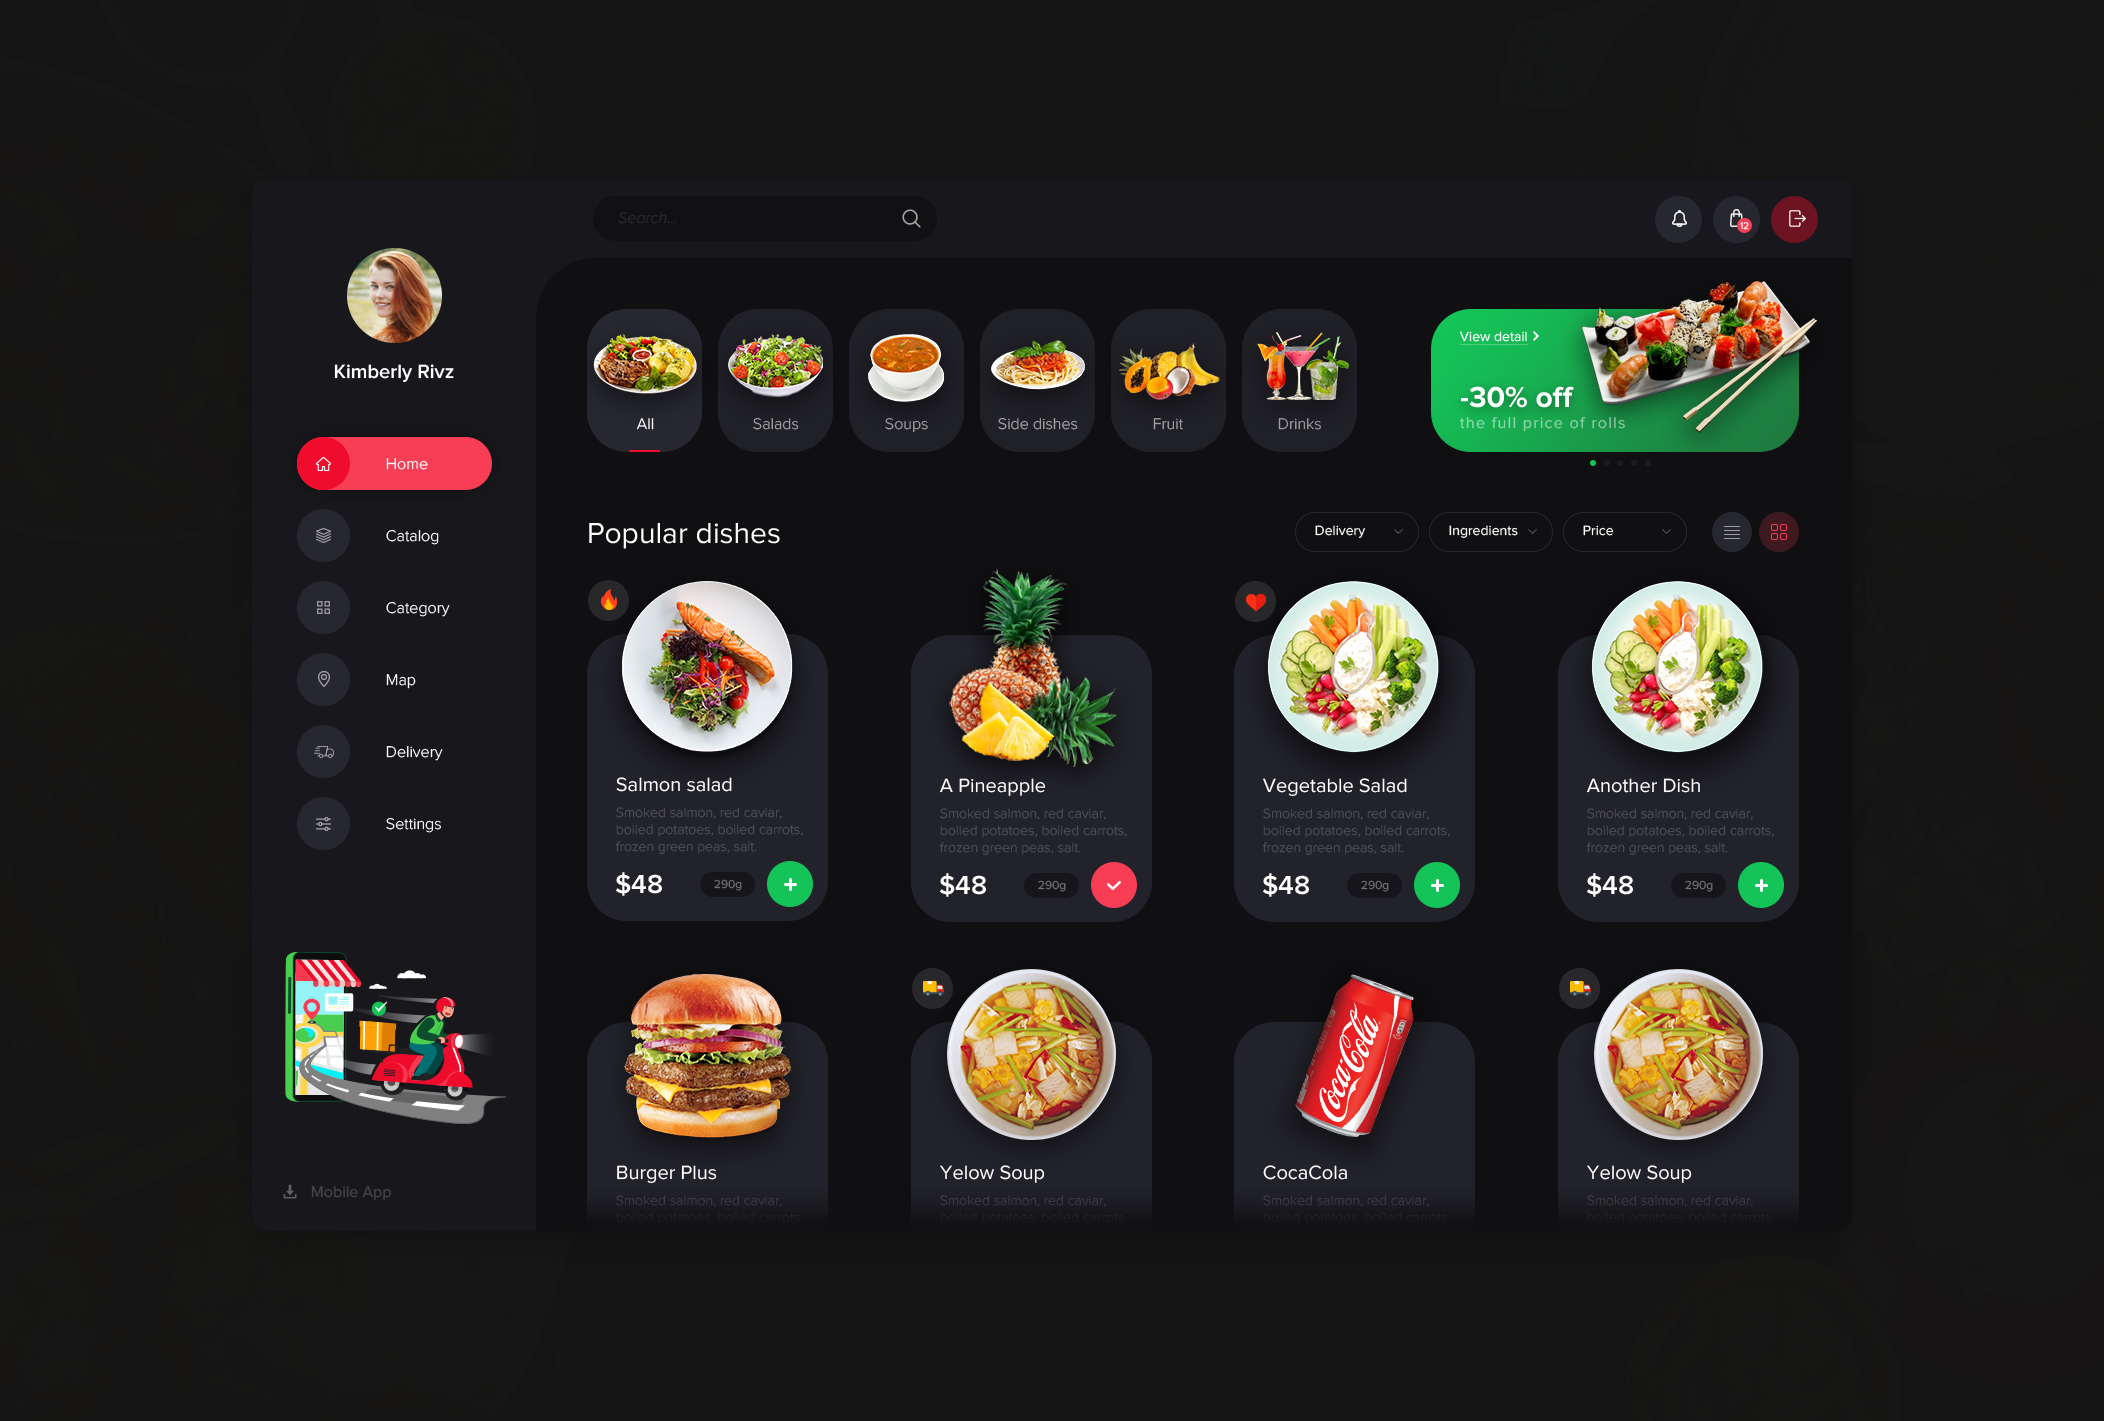 Search...
12
Kimberly Rivz
Home
Catalog
Category
Map
Delivery
Settings
Mobile App
All
Salads
Soups
Side dishes
Fruit
Drinks
View detail
-30% off
the full price of rolls
Popular dishes
Delivery
Ingredients
Price
Salmon salad
Smoked salmon, red caviar,
boiled potatoes, boiled carrots,
frozen green peas, salt.
$48
290g
A Pineapple
Smoked salmon, red caviar,
boiled potatoes, boiled carrots,
frozen green peas, salt.
$48
290g
Vegetable Salad
Smoked salmon, red caviar,
boiled potatoes, boiled carrots,
frozen green peas, salt.
$48
290g
Another Dish
Smoked salmon, red caviar,
boiled potatoes, boiled carrots,
frozen green peas, salt.
$48
290g
Burger Plus
Smoked salmon, red caviar,
boiled potatoes, boiled carrots
Yelow Soup
Smoked salmon, red caviar,
boiled potatoes, boiled carrots,
Coca-Cola
CocaCola
Smoked salmon, red caviar,
boiled potatoes, boiled carrots,
Yelow Soup
Smoked salmon, red caviar,
boiled potatoes, boiled carrots,